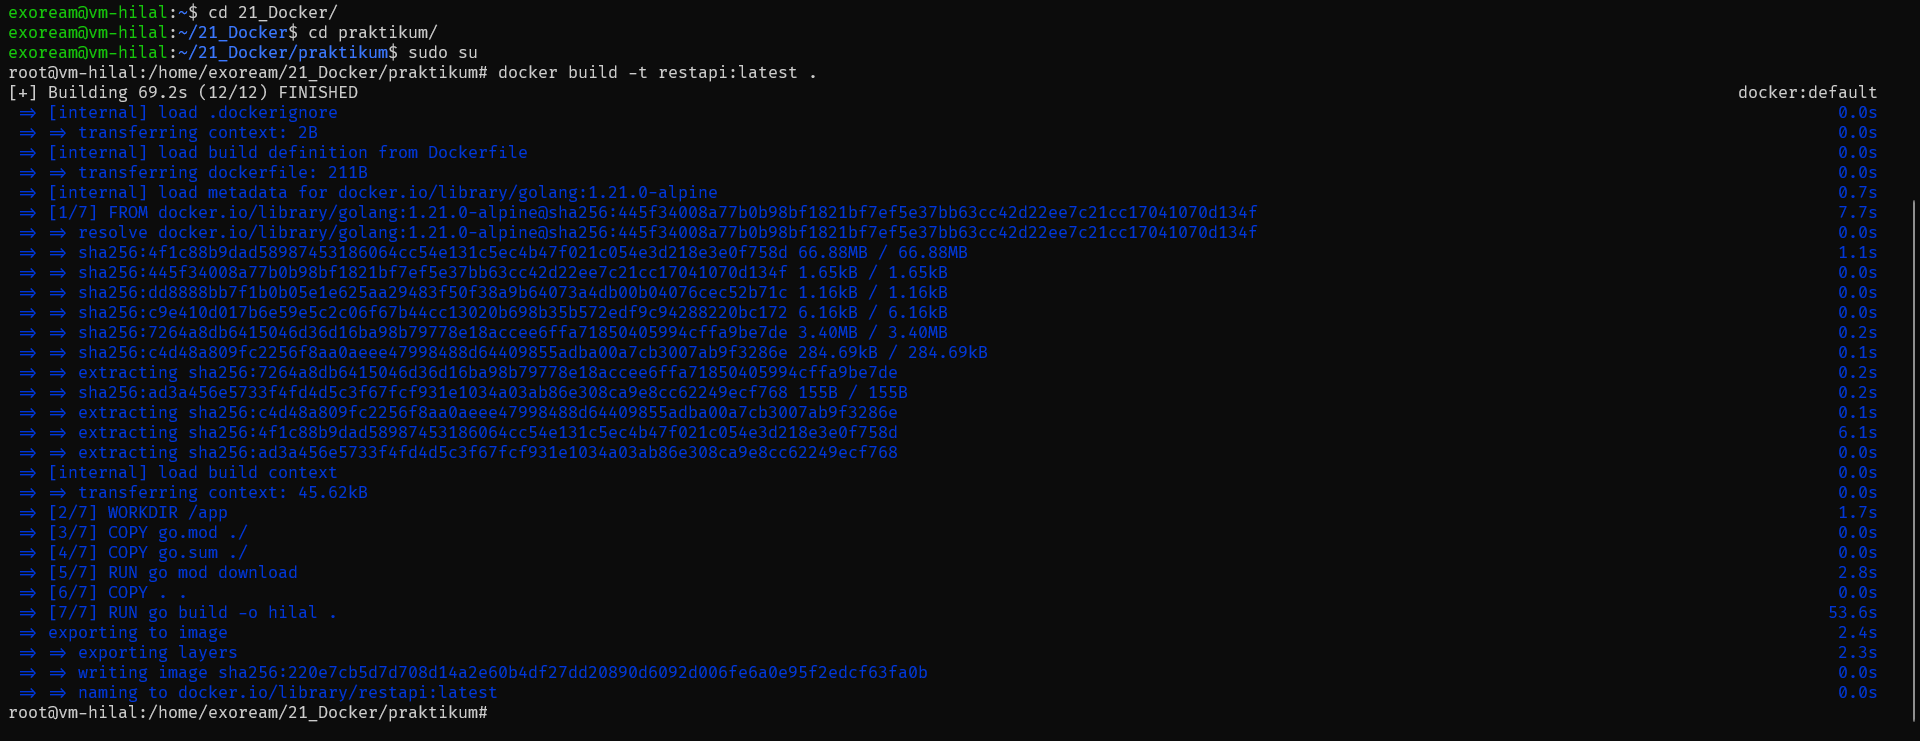 exoream@vm-hilal:~$ cd 21_Docker/
exoream@vm-hilal:~/21_Docker$ cd praktikum/
exoream@vm-hilal:~/21_Docker/praktikum$ sudo su
root@vm-hilal:/home/exoream/21_Docker/praktikum# docker build -t restapi:latest .
[+] Building 69.2s (12/12) FINISHED docker:default
=> [internal] load .dockerignore 0.0s
=> => transferring context: 2B 0.0s
=> [internal] load build definition from Dockerfile 0.0s
=> => transferring dockerfile: 211B 0.0s
=> [internal] load metadata for docker.io/library/golang:1.21.0-alpine 0.7s
=> [1/7] FROM docker.io/library/golang:1.21.0-alpine@sha256:445f34008a77b0b98bf1821bf7ef5e37bb63cc42d22ee7c21cc17041070d134f 7.7s
=> => resolve docker.io/library/golang:1.21.0-alpine@sha256:445f34008a77b0b98bf1821bf7ef5e37bb63cc42d22ee7c21cc17041070d134f 0.0s
=> => sha256:4f1c88b9dad58987453186064cc54e131c5ec4b47f021c054e3d218e3e0f758d 66.88MB / 66.88MB 1.1s
=> => sha256:445f34008a77b0b98bf1821bf7ef5e37bb63cc42d22ee7c21cc17041070d134f 1.65kB / 1.65kB 0.0s
=> => sha256:dd8888bb7f1b0b05e1e625aa29483f50f38a9b64073a4db00b04076cec52b71c 1.16kB / 1.16kB 0.0s
=> => sha256:c9e410d017b6e59e5c2c06f67b44cc13020b698b35b572edf9c94288220bc172 6.16kB / 6.16kB 0.0s
=> => sha256:7264a8db6415046d36d16ba98b79778e18accee6ffa71850405994cffa9be7de 3.40MB / 3.40MB 0.2s
=> => sha256:c4d48a809fc2256f8aa0aeee47998488d64409855adba00a7cb3007ab9f3286e 284.69kB / 284.69kB 0.1s
=> => extracting sha256:7264a8db6415046d36d16ba98b79778e18accee6ffa71850405994cffa9be7de 0.2s
=> => sha256:ad3a456e5733f4fd4d5c3f67fcf931e1034a03ab86e308ca9e8cc62249ecf768 155B / 155B 0.2s
=> => extracting sha256:c4d48a809fc2256f8aa0aeee47998488d64409855adba00a7cb3007ab9f3286e 0.1s
=> => extracting sha256:4f1c88b9dad58987453186064cc54e131c5ec4b47f021c054e3d218e3e0f758d 6.1s
=> => extracting sha256:ad3a456e5733f4fd4d5c3f67fcf931e1034a03ab86e308ca9e8cc62249ecf768 0.0s
=> [internal] load build context 0.0s
=> => transferring context: 45.62kB 0.0s
=> [2/7] WORKDIR /app 1.7s
=> [3/7] COPY go.mod ./ 0.0s
=> [4/7] COPY go.sum ./ 0.0s
=> [5/7] RUN go mod download 2.8s
=> [6/7] COPY . . 0.0s
=> [7/7] RUN go build -o hilal . 53.6s
=> exporting to image 2.4s
=> => exporting layers 2.3s
=> => writing image sha256:220e7cb5d7d708d14a2e60b4df27dd20890d6092d006fe6a0e95f2edcf63fa0b 0.0s
=> => naming to docker.io/library/restapi:latest 0.0s
root@vm-hilal:/home/exoream/21_Docker/praktikum#